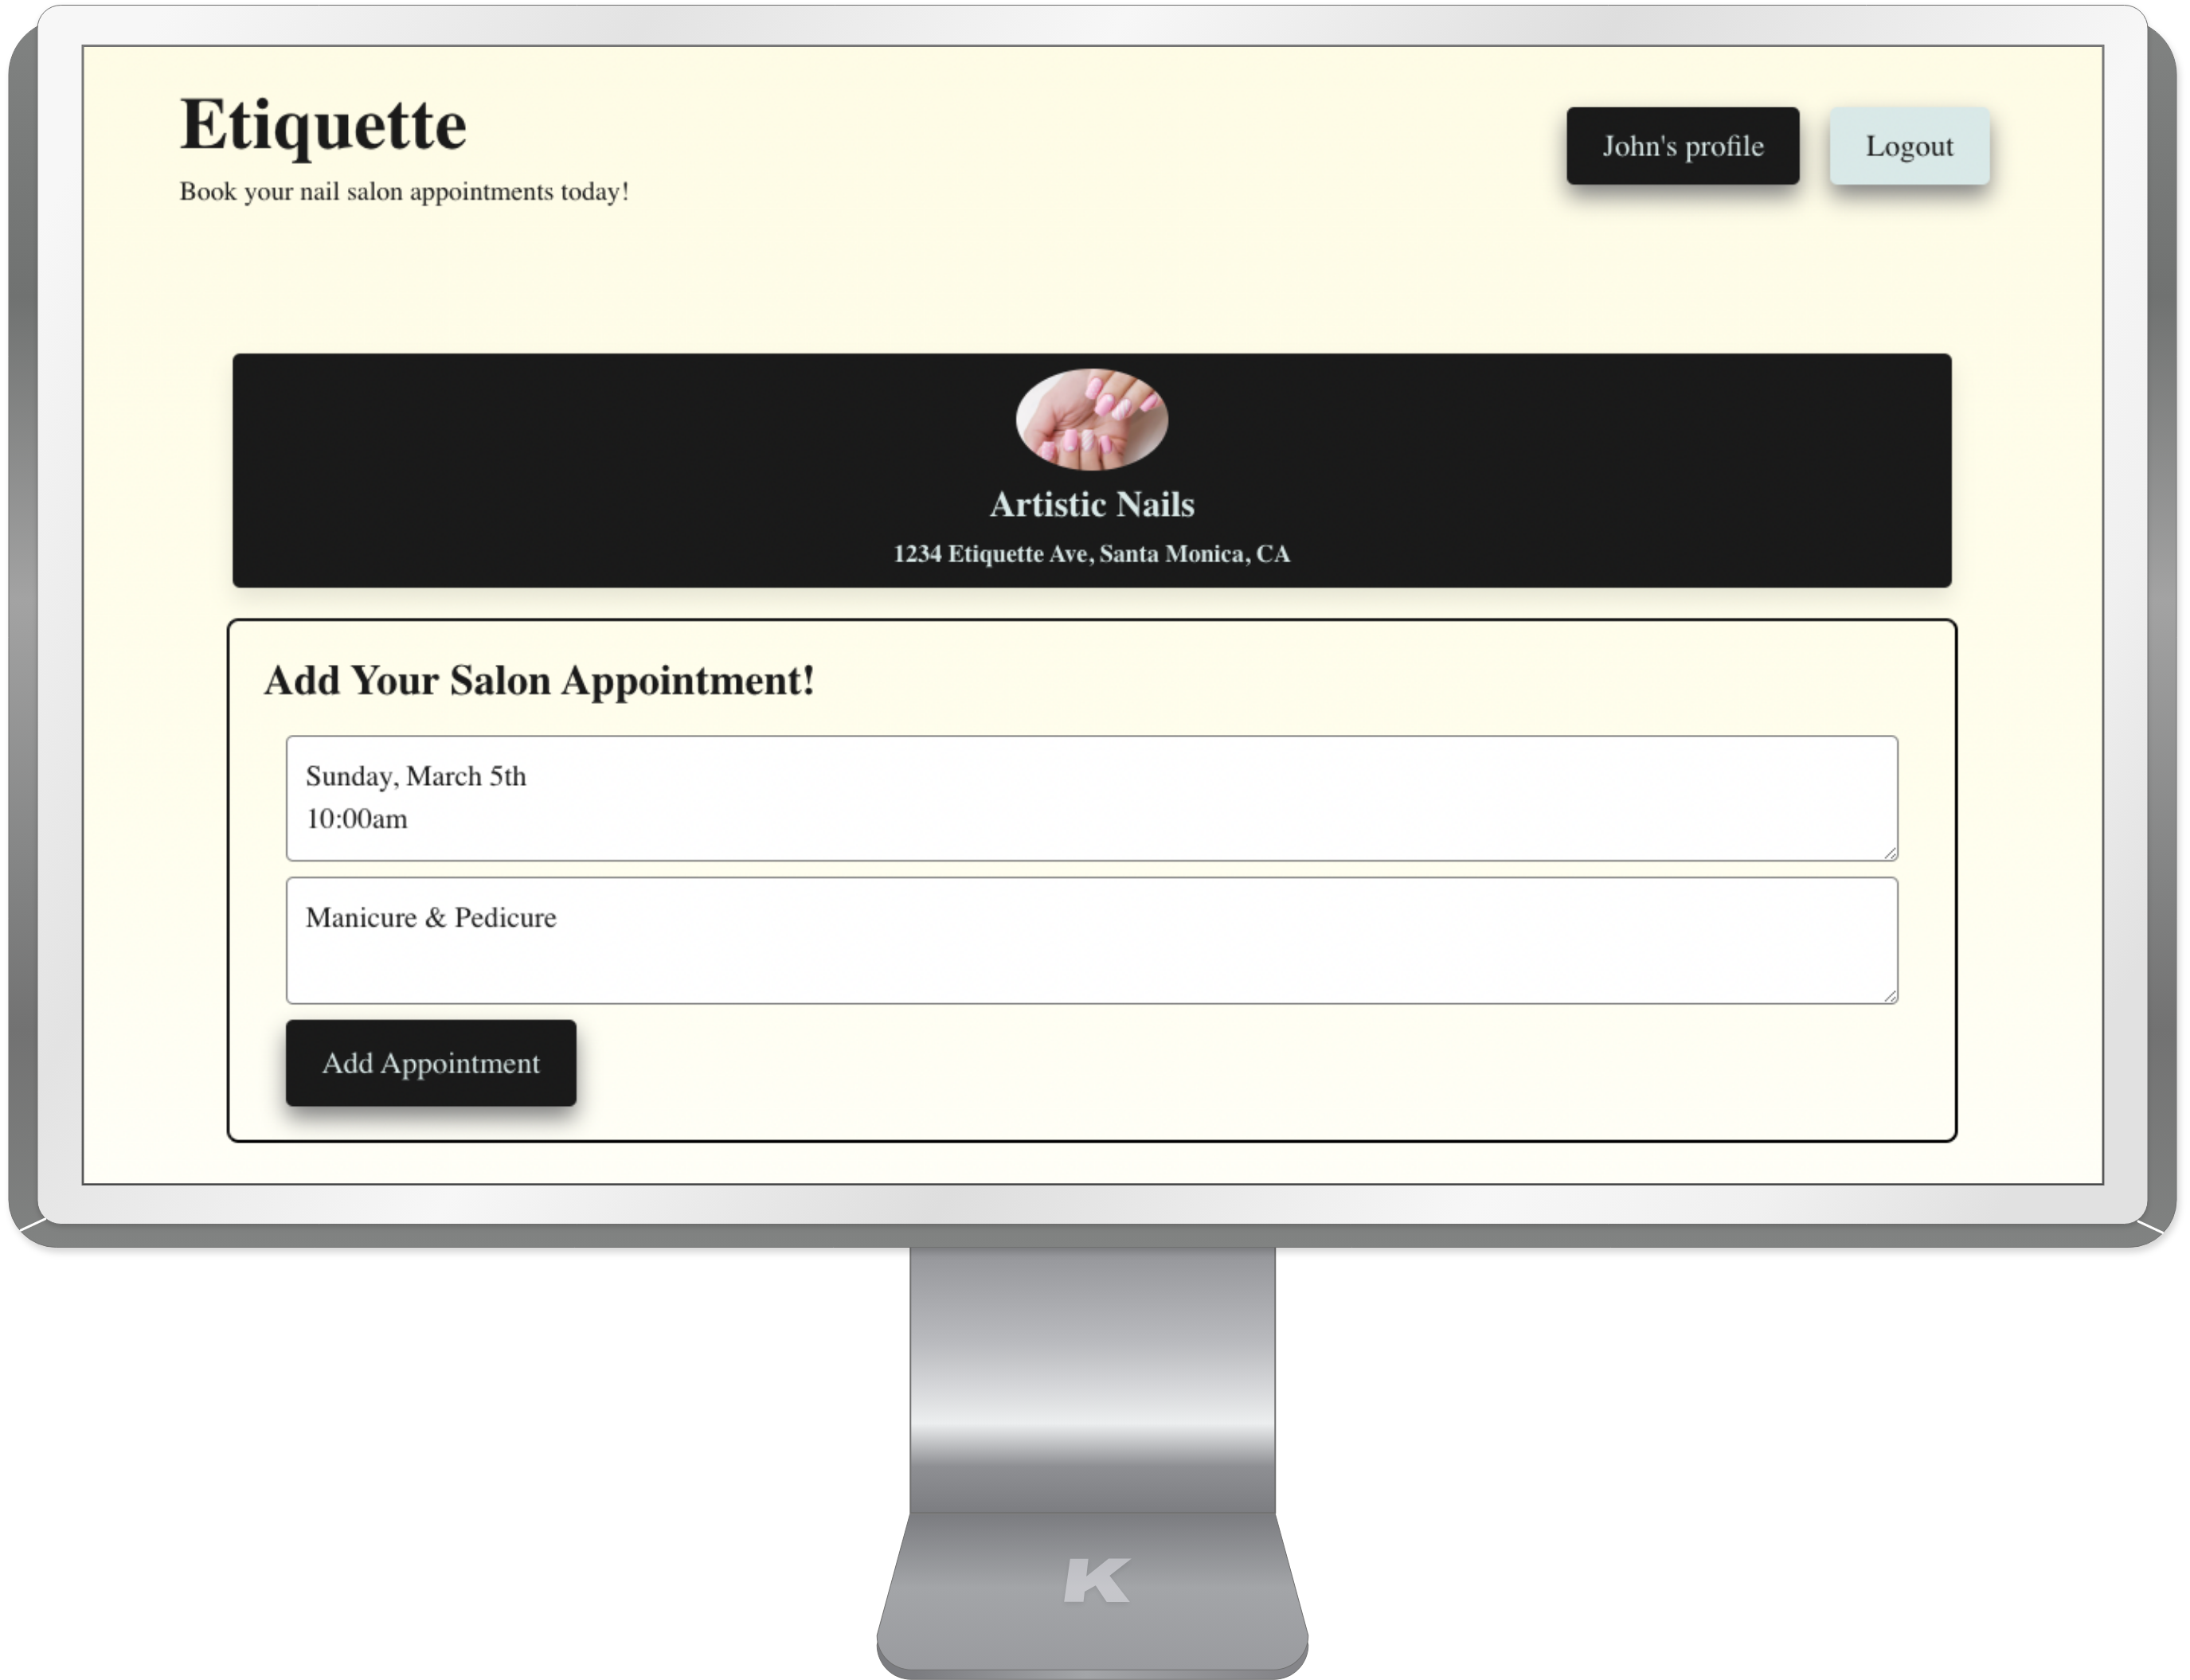 Etiquette
Book your nail salon appointments today!
John's profile
Logout
Artistic Nails
1234 Etiquette Ave, Santa Monica, CA
Add Your Salon Appointment!
Sunday, March 5th
10:00am
Manicure & Pedicure
Add Appointment
K